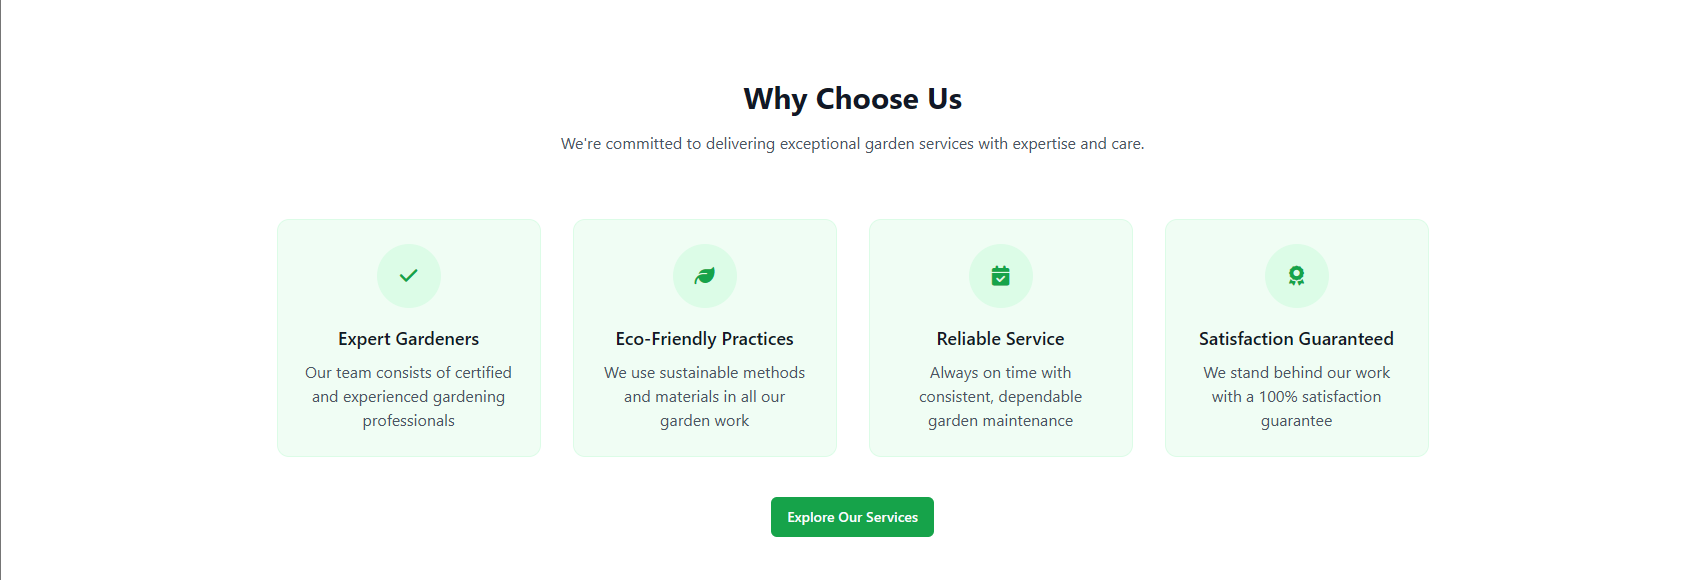 Why Choose Us
We're committed to delivering exceptional garden services with expertise and care.
Expert Gardeners
Our team consists of certified
and experienced gardening
professionals
Eco-Friendly Practices
We use sustainable methods
and materials in all our
garden work
Reliable Service
Always on time with
consistent, dependable
garden maintenance
Satisfaction Guaranteed
We stand behind our work
with a 100% satisfaction
guarantee
Explore Our Services